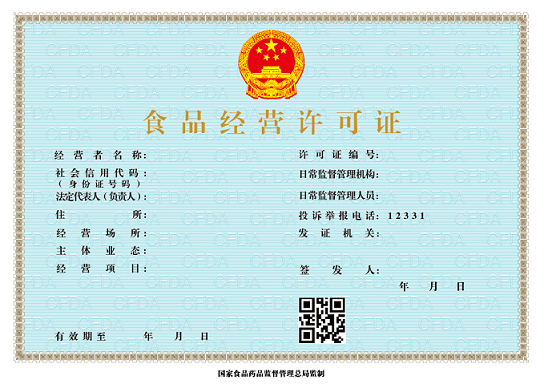 食品经营许可证
经营者名称：
社会信用代码：
（身份证号码）
法定代表人（负责人）：
住所：
经营场所：
主体业态：
经营项目：
有效期至 年 月 日
许可证编号：
日常监督管理机构：
日常监督管理人员：
投诉举报电话：12331
发证机关：
签发人：
年 月 日
国家食品药品监督管理总局监制
CFDA